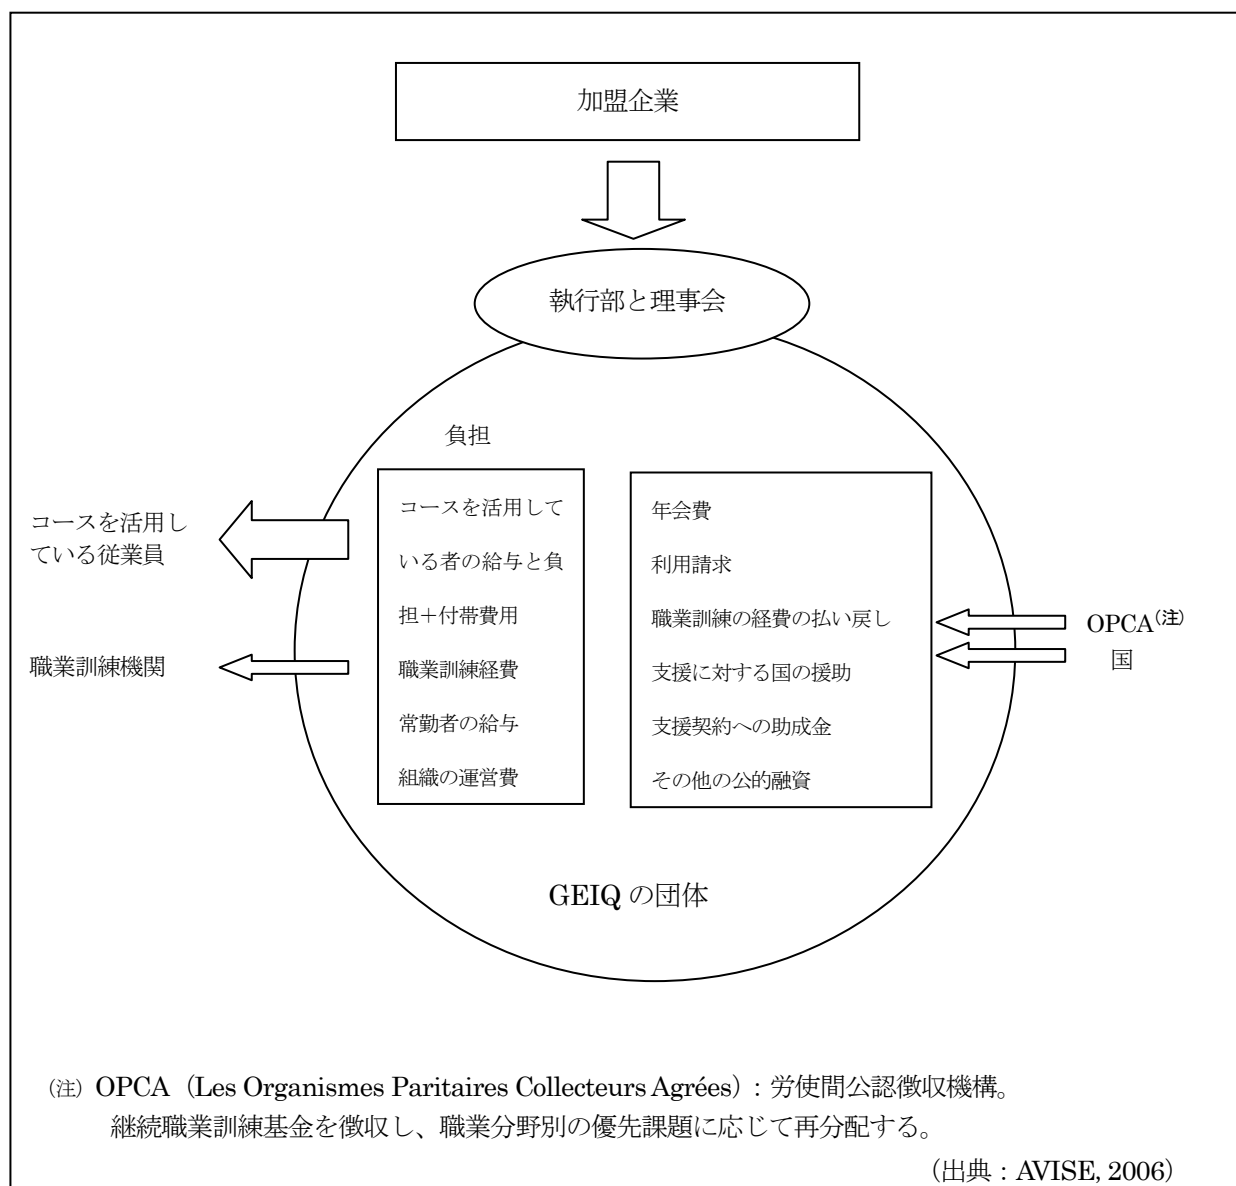 加盟企業
執行部と理事会
負担
コースを活用して
いる者の給与と負
担＋付帯費用
職業訓練経費
常勤者の給与
組織の運営費
年会費
利用請求
職業訓練の経費の払い戻し
支援に対する国の援助
支援契約への助成金
その他の公的融資
コースを活用し
ている従業員
職業訓練機関
OPCA(注)
国
GEIQ の団体
(注) OPCA（Les Organismes Paritaires Collecteurs Agrées）: 労使間公認徴収機構。
継続職業訓練基金を徴収し、職業分野別の優先課題に応じて再分配する。
（出典：AVISE, 2006）